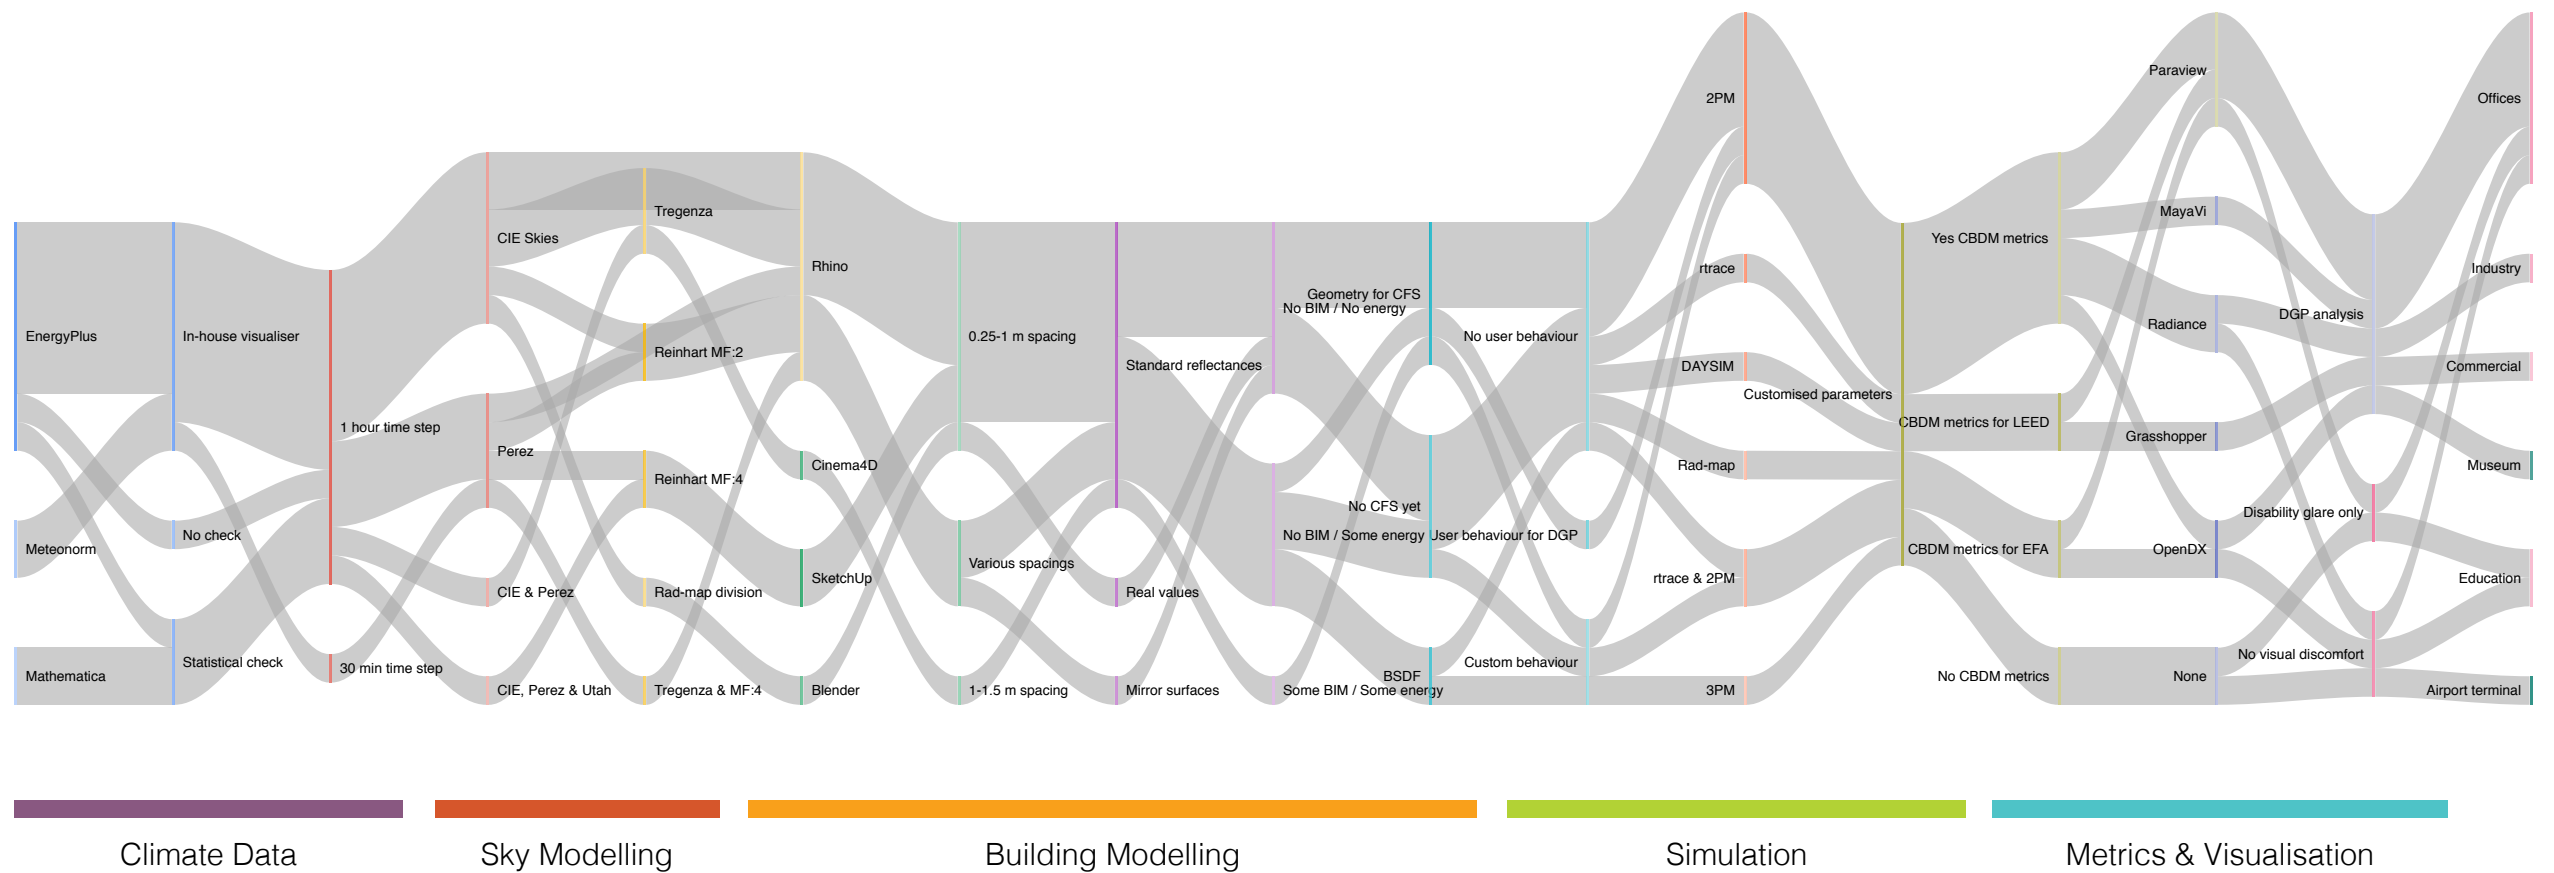 EnergyPlus
Meteonorm
Mathematica
In-house visualiser
No check
Statistical check
1 hour time step
30 min time step
CIE Skies
Perez
CIE & Perez
CIE, Perez & Utah
Tregenza
Reinhart MF:2
Reinhart MF:4
Rad-map division
Tregenza & MF:4
Rhino
Cinema4D
SketchUp
Blender
0.25-1 m spacing
Various spacings
1-1.5 m spacing
Standard reflectances
Real values
Mirror surfaces
No BIM / No energy
No BIM / Some energy
Some BIM / Some energy
Geometry for CFS
No CFS yet
BSDF
No user behaviour
User behaviour for DGP
Custom behaviour
2PM
rtrace
DAYSIM
Rad-map
rtrace & 2PM
3PM
Customised parameters
Yes CBDM metrics
CBDM metrics for LEED
CBDM metrics for EFA
No CBDM metrics
Paraview
MayaVi
Radiance
Grasshopper
OpenDX
None
DGP analysis
Disability glare only
No visual discomfort
Offices
Industry
Commercial
Museum
Education
Airport terminal
Climate Data
Sky Modelling
Building Modelling
Simulation
Metrics & Visualisation